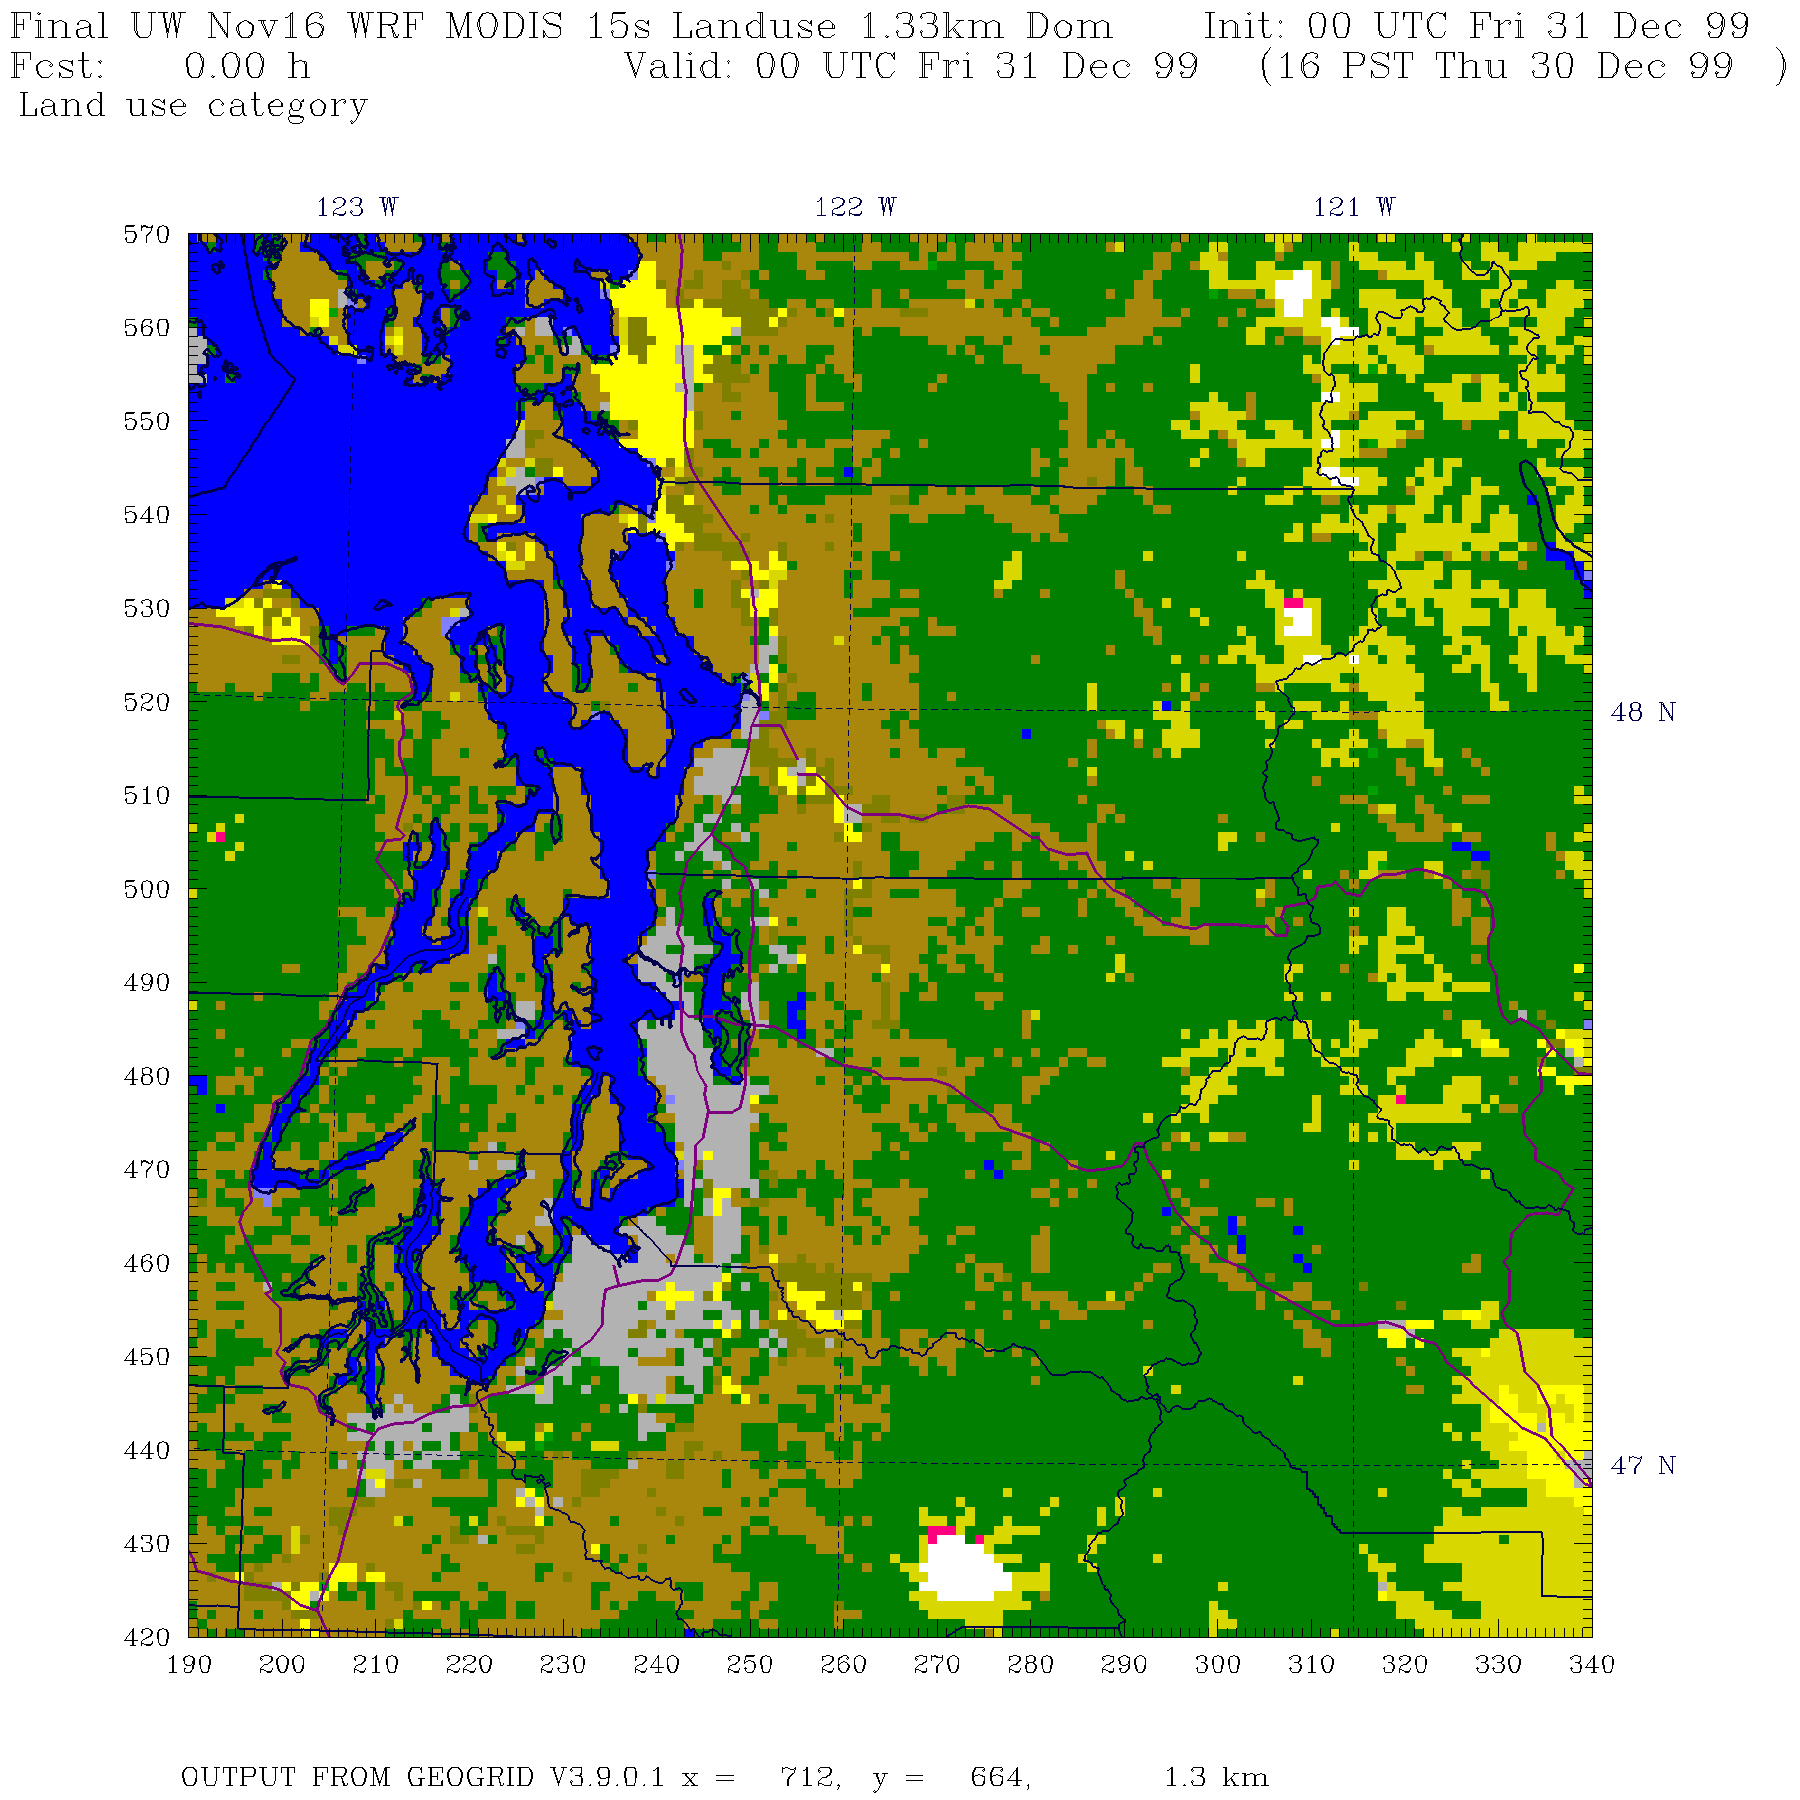 Final UW Nov16 WRF MODIS 15s Landuse 1.33km Dom Init: 00 UTC Fri 31 Dec 99
Fcst: 0.00 h Valid: 00 UTC Fri 31 Dec 99 (16 PST Thu 30 Dec 99 )
Land use category
123 W 122 W 121 W
570
560
550
540
530
520
48 N
510
500
490
480
470
460
450
440
47 N
430
420
190 200 210 220 230 240 250 260 270 280 290 300 310 320 330 340
OUTPUT FROM GEOGRID V3.9.0.1 x = 712, y = 664, 1.3 km